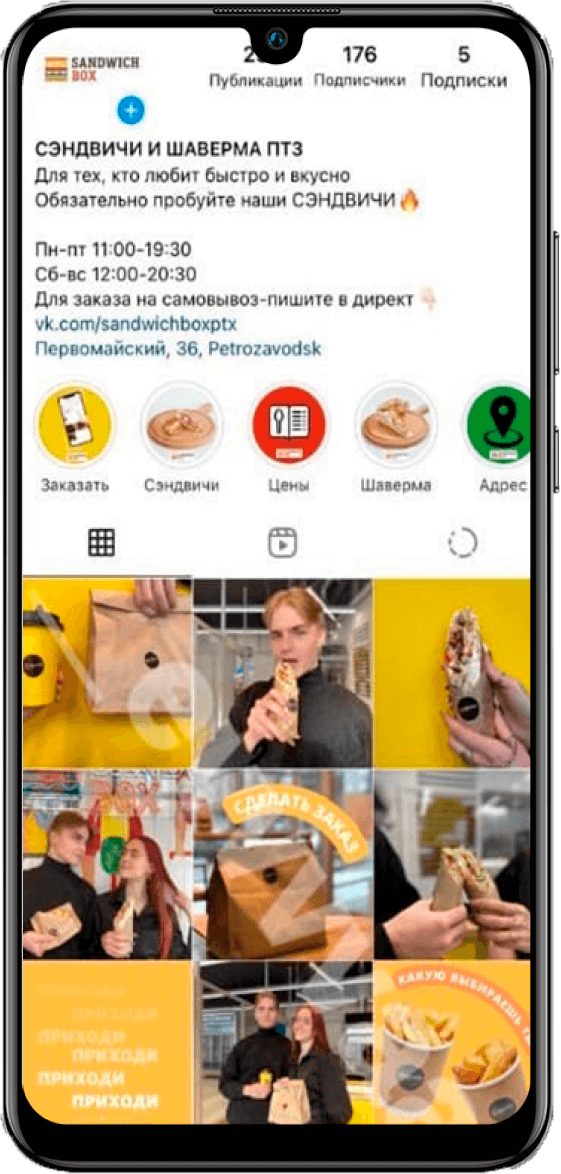 SANDWICH
BOX
176
5
Публикации
Подписчики
Подписки
СЭНДВИЧИ И ШАВЕРМА ПТЗ
Для тех, кто любит быстро и вкусно
Обязательно пробуйте наши СЭНДВИЧИ🔥
Пн-пт 11:00-19:30
Сб-вс 12:00-20:30
Для заказа на самовывоз-пишите в директ 👇🏻
vk.com/sandwichboxptx
Первомайский, 36, Petrozavodsk
Заказать
Сэндвичи
Цены
Шаверма
Адрес
BOX
СДЕЛАТЬ ЗАКАЗ
КАКУЮ ВЫБИРАЕШЬ
ПРИХОДИ
ПРИХОДИ
ПРИХОДИ
ПРИХОДИ
ПРИХОДИ
ПРИХОДИ